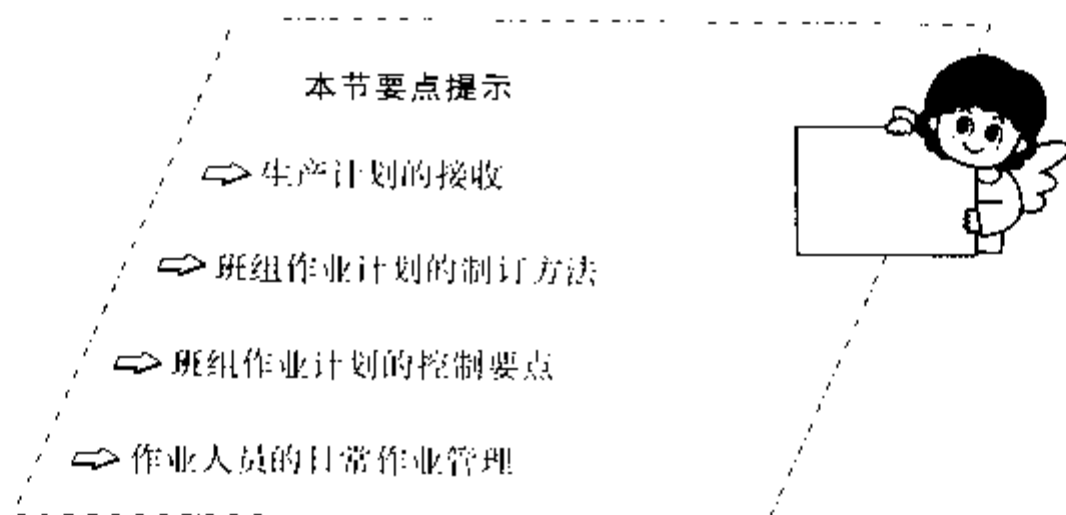 本节要点提示
生产计划的接收
班组作业计划的制订方法
班组作业计划的控制要点
作业人员的日常作业管理